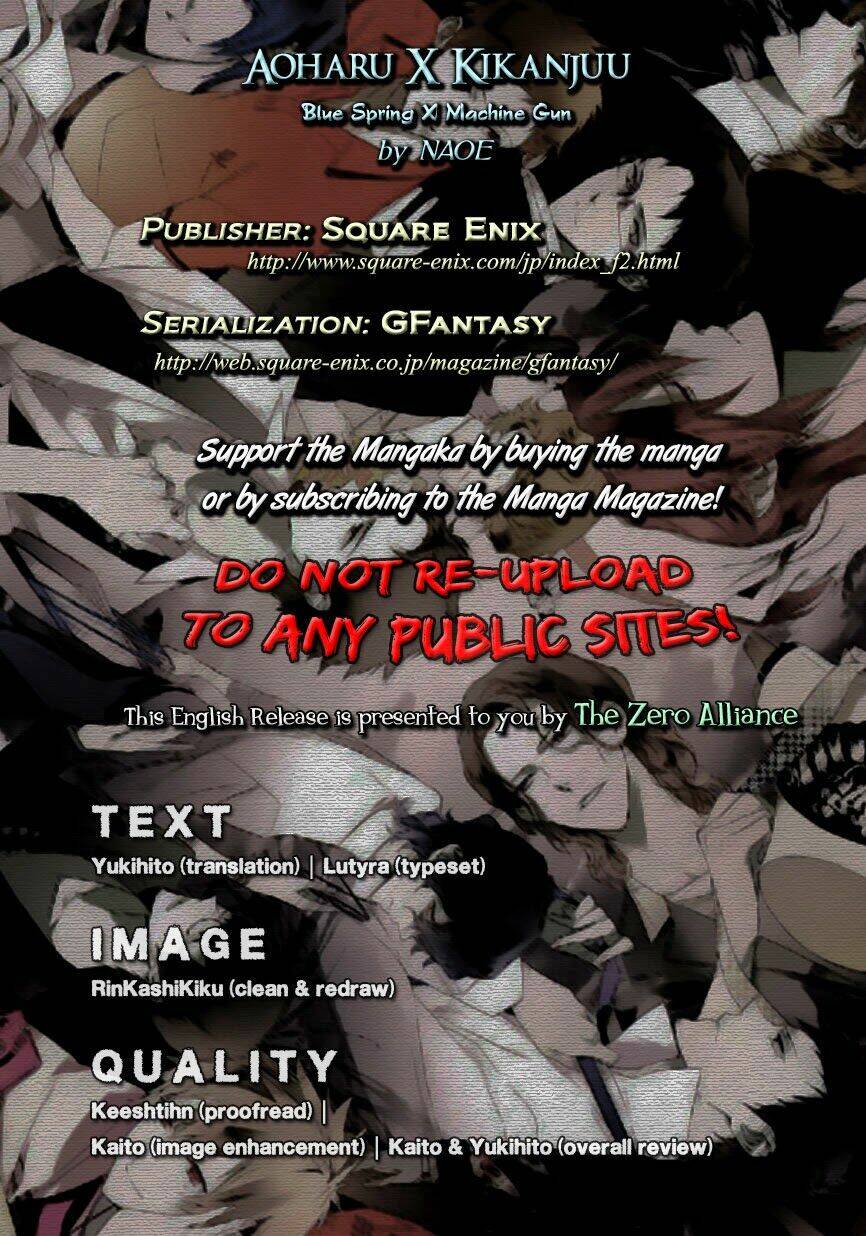 Aoharu X Kikanjuu
Blue Spring X Machine Gun
by NAOE
Publisher: Square Enix
http://www.square-enix.com/jp/index_f2.html
Serialization: GFantasy
http://web.square-enix.co.jp/magazine/gfantasy/
Support the Mangaka by buying the manga
or by subscribing to the Manga Magazine!
DO NOT RE-UPLOAD
TO ANY PUBLIC SITES!
This English Release is presented to you by The Zero Alliance
TEXT
Yukihito (translation) | Lutyra (typeset)
IMAGE
RinKashiKiku (clean & redraw)
QUALITY
Keeshtihn (proofread) |
Kaito (image enhancement) | Kaito & Yukihito (overall review)